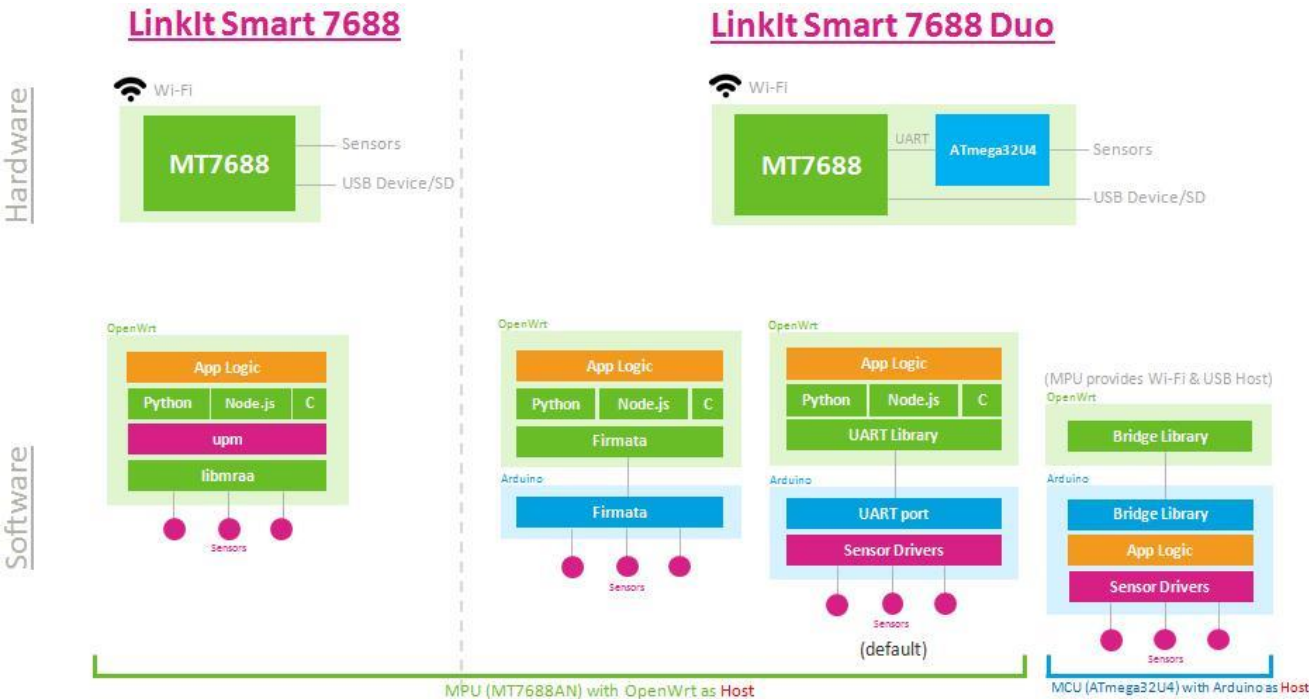 LinkIt Smart 7688
LinkIt Smart 7688 Duo
Hardware
Wi-Fi
MT7688
Sensors
USB Device/SD
Wi-Fi
MT7688
UART
ATmega32U4
Sensors
USB Device/SD
Software
OpenWrt
App Logic
Python Node.js C
upm
libmraa
Sensors
OpenWrt
App Logic
Python Node.js C
Firmata
Arduino
Firmata
Sensors
OpenWrt
App Logic
Python Node.js C
UART Library
Arduino
UART port
Sensor Drivers
Sensors
(default)
(MPU provides Wi-Fi & USB Host)
OpenWrt
Bridge Library
Arduino
Bridge Library
App Logic
Sensor Drivers
Sensors
MPU (MT7688AN) with OpenWrt as Host
MCU (ATmega32U4) with Arduino as Host